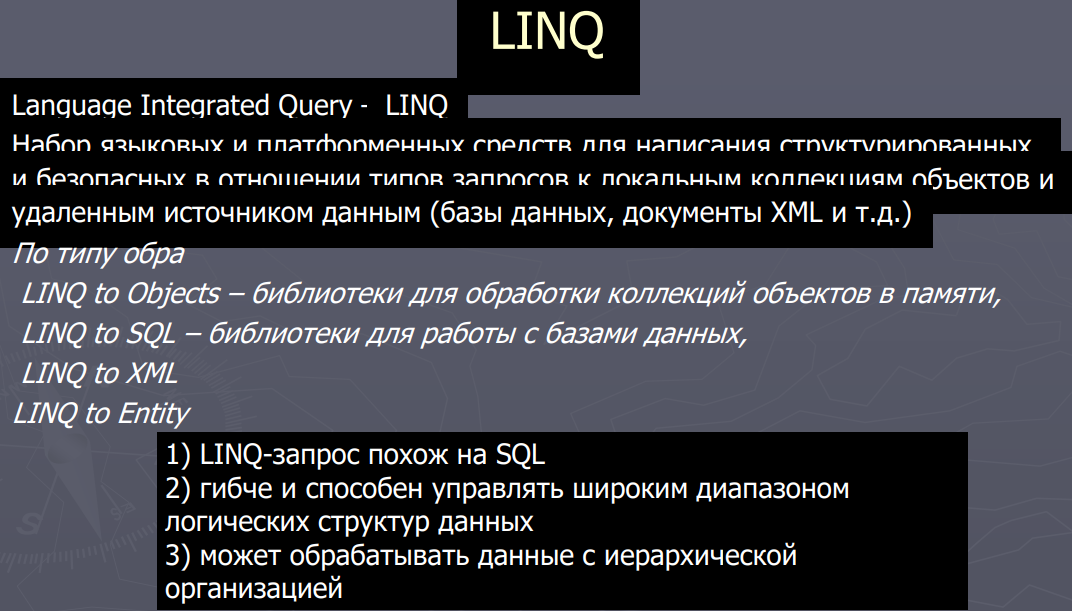 LINQ
Language Integrated Query - LINQ
Набор языковых и платформенных средств для написания структурированных
и безопасных в отношении типов запросов к локальным коллекциям объектов и
удаленным источником данным (базы данных, документы XML и т.д.)
По типу обра
LINQ to Objects – библиотеки для обработки коллекций объектов в памяти,
LINQ to SQL – библиотеки для работы с базами данных,
LINQ to XML
LINQ to Entity
1) LINQ-запрос похож на SQL
2) гибче и способен управлять широким диапазоном
логических структур данных
3) может обрабатывать данные с иерархической
организацией